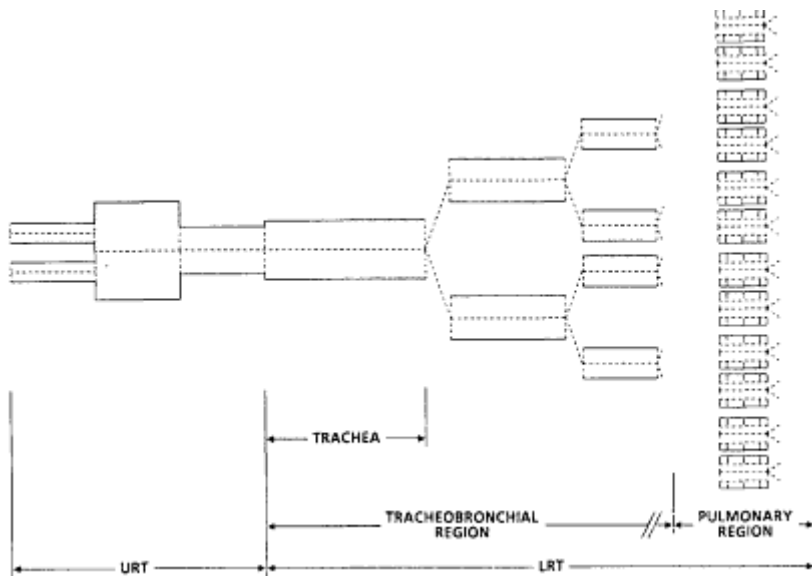 TRACHEA
TRACHEOBRONCHIAL
REGION
PULMONARY
REGION
URT
LRT